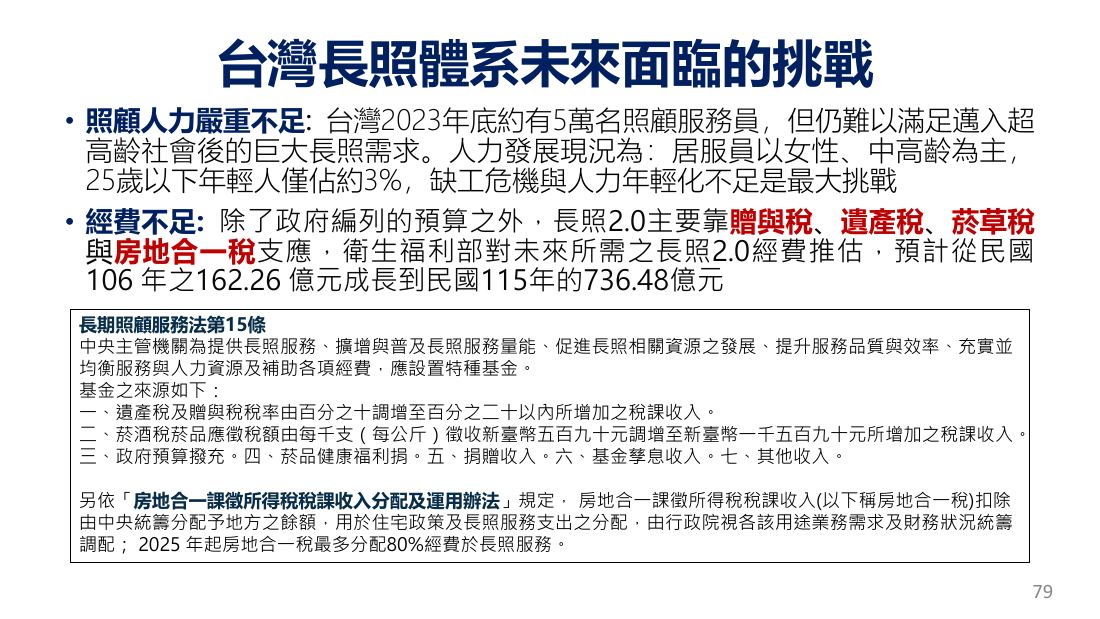 台灣長照體系未來面臨的挑戰
• 照顧人力嚴重不足: 台灣2023年底約有5萬名照顧服務員，但仍難以滿足邁入超
高齡社會後的巨大長照需求。人力發展現況為：居服員以女性、中高齡為主，
25歲以下年輕人僅佔約3%，缺工危機與人力年輕化不足是最大挑戰
• 經費不足: 除了政府編列的預算之外，長照2.0主要靠贈與稅、遺產稅、菸草稅
與房地合一稅支應，衛生福利部對未來所需之長照2.0經費推估，預計從民國
106 年之162.26 億元成長到民國115年的736.48億元
長期照顧服務法第15條
中央主管機關為提供長照服務、擴增與普及長照服務量能、促進長照相關資源之發展、提升服務品質與效率、充實並
均衡服務與人力資源及補助各項經費，應設置特種基金。
基金之來源如下：
一、遺產稅及贈與稅稅率由百分之十調增至百分之二十以內所增加之稅課收入。
二、菸酒稅菸品應徵稅額由每千支（每公斤）徵收新臺幣五百九十元調增至新臺幣一千五百九十元所增加之稅課收入。
三、政府預算撥充。四、菸品健康福利捐。五、捐贈收入。六、基金孳息收入。七、其他收入。
另依「房地合一課徵所得稅稅課收入分配及運用辦法」規定， 房地合一課徵所得稅稅課收入(以下稱房地合一稅)扣除
由中央統籌分配予地方之餘額，用於住宅政策及長照服務支出之分配，由行政院視各該用途業務需求及財務狀況統籌
調配； 2025 年起房地合一稅最多分配80%經費於長照服務。
79